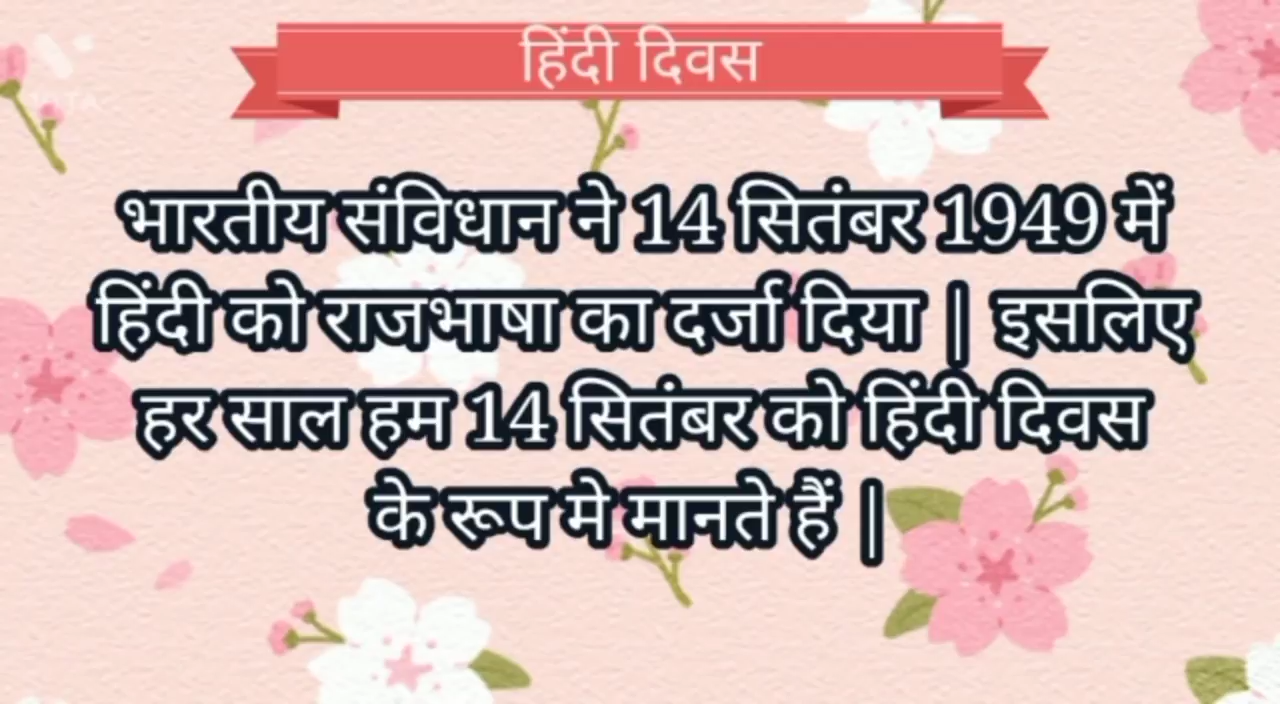 हिंदी दिवस
भारतीय संविधान ने 14 सितंबर 1949 में
हिंदी को राजभाषा का दर्जा दिया | इसलिए
हर साल हम 14 सितंबर को हिंदी दिवस
के रूप मे मानते हैं |